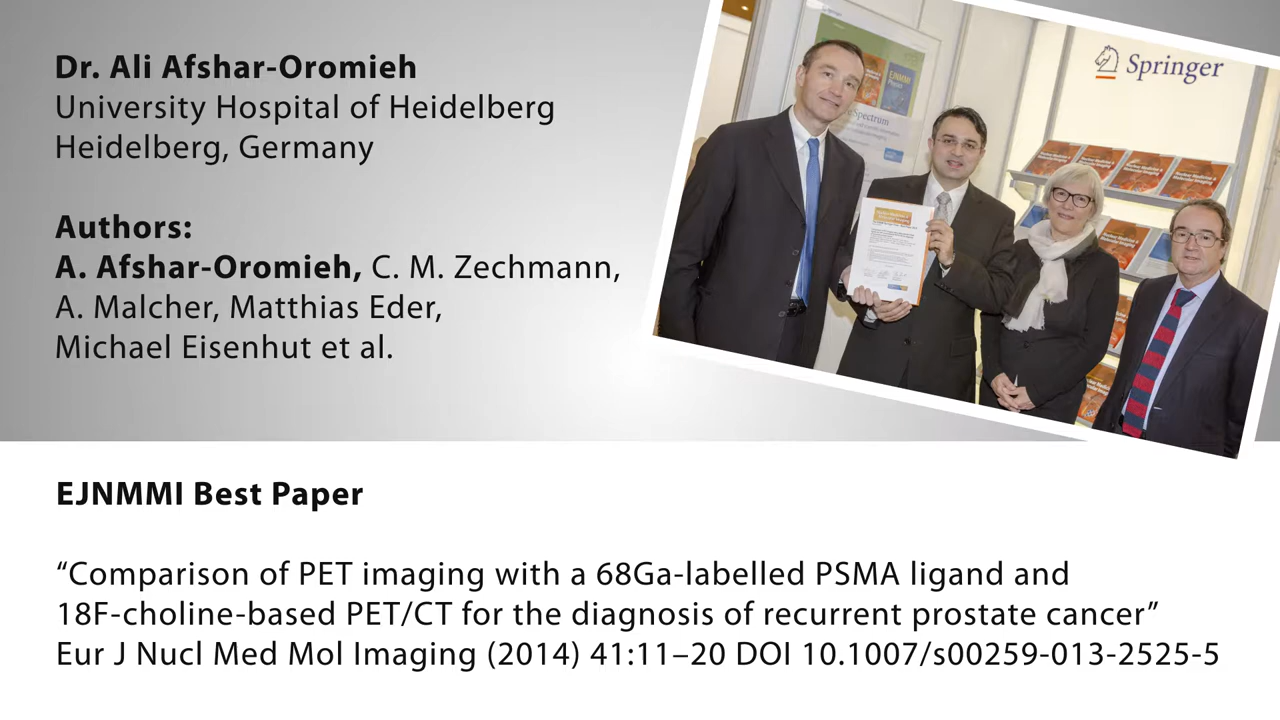 Dr. Ali Afshar-Oromieh
University Hospital of Heidelberg
Heidelberg, Germany
Authors:
A. Afshar-Oromieh, C. M. Zechmann,
A. Malcher, Matthias Eder,
Michael Eisenhut et al.
Springer
Spectrum
EJNMMI Best Paper
“Comparison of PET imaging with a 68Ga-labelled PSMA ligand and
18F-choline-based PET/CT for the diagnosis of recurrent prostate cancer”
Eur J Nucl Med Mol Imaging (2014) 41:11–20 DOI 10.1007/s00259-013-2525-5